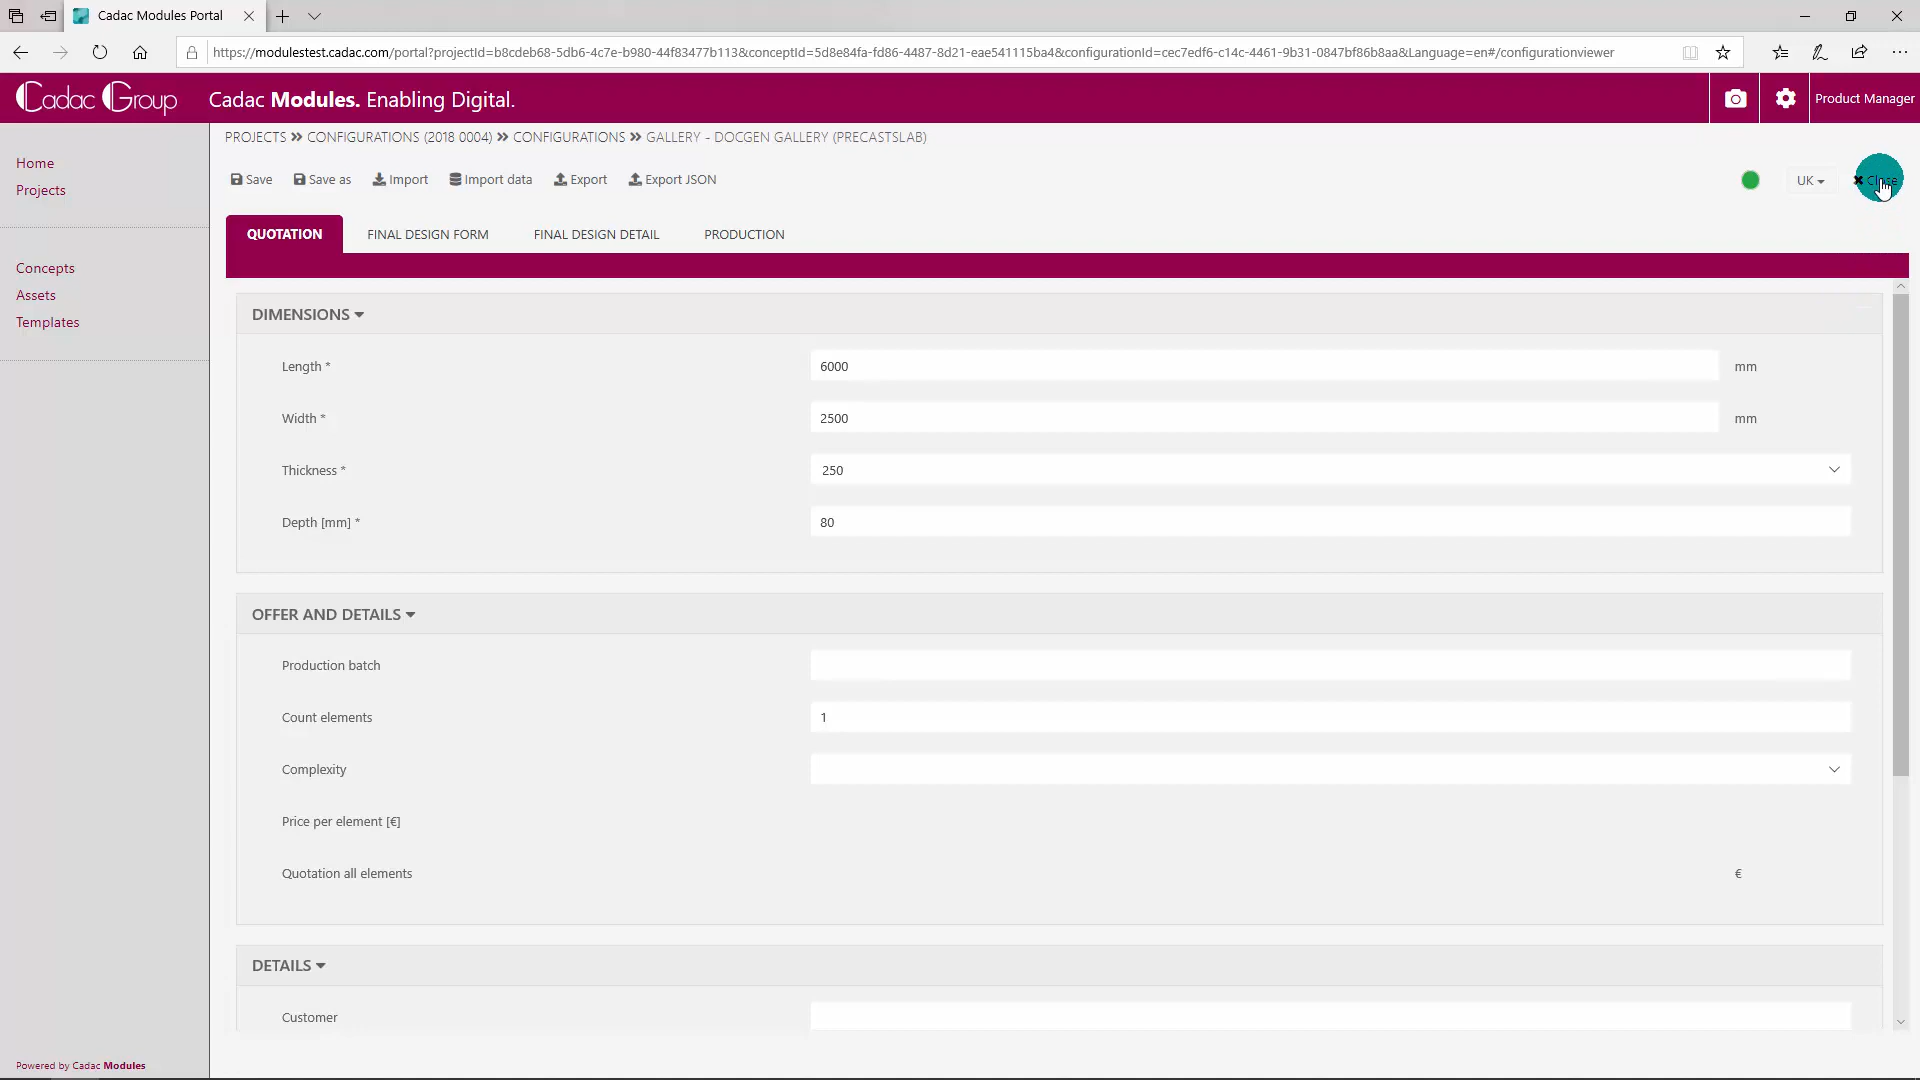 Cadac Modules Portal
https://modulestest.cadac.com/portal?projectId=b8cdeb68-5db6-4c7e-b980-44f83477b113&conceptId=5d8e84fa-fd86-4487-8d21-eae541115ba4&configurationId=cec7edf6-c14c-4461-9b31-0847bf86b8aa&Language=en#/configurationviewer
Cadac Group Cadac Modules. Enabling Digital. Product Manager
PROJECTS CONFIGURATIONS (2018 0004) CONFIGURATIONS GALLERY - DOCGEN GALLERY (PRECASTSLAB)
Home
Projects
Concepts
Assets
Templates
Save Save as Import Import data Export Export JSON UK Close
QUOTATION FINAL DESIGN FORM FINAL DESIGN DETAIL PRODUCTION
DIMENSIONS
Length * 6000 mm
Width * 2500 mm
Thickness * 250
Depth [mm] * 80
OFFER AND DETAILS
Production batch
Count elements 1
Complexity
Price per element [€]
Quotation all elements €
DETAILS
Customer
Powered by Cadac Modules